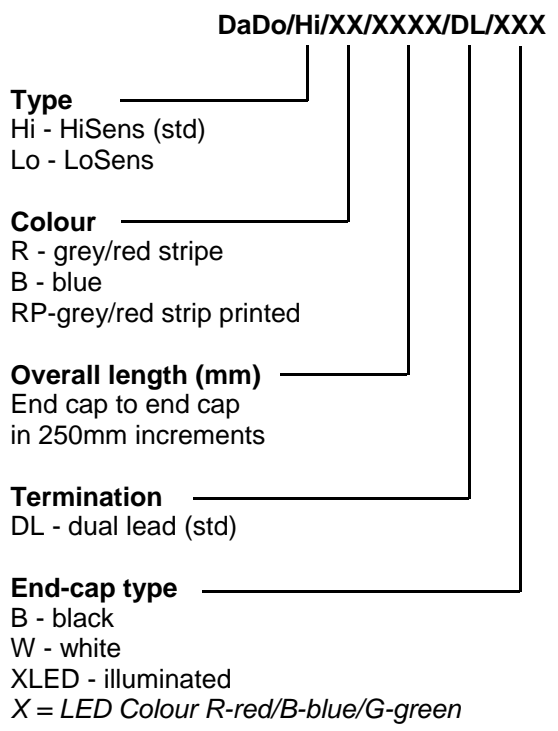 DaDo/Hi/XX/XXXX/DL/XXX
Type
Hi - HiSens (std)
Lo - LoSens
Colour
R - grey/red stripe
B - blue
RP-grey/red strip printed
Overall length (mm)
End cap to end cap
in 250mm increments
Termination
DL - dual lead (std)
End-cap type
B - black
W - white
XLED - illuminated
X = LED Colour R-red/B-blue/G-green